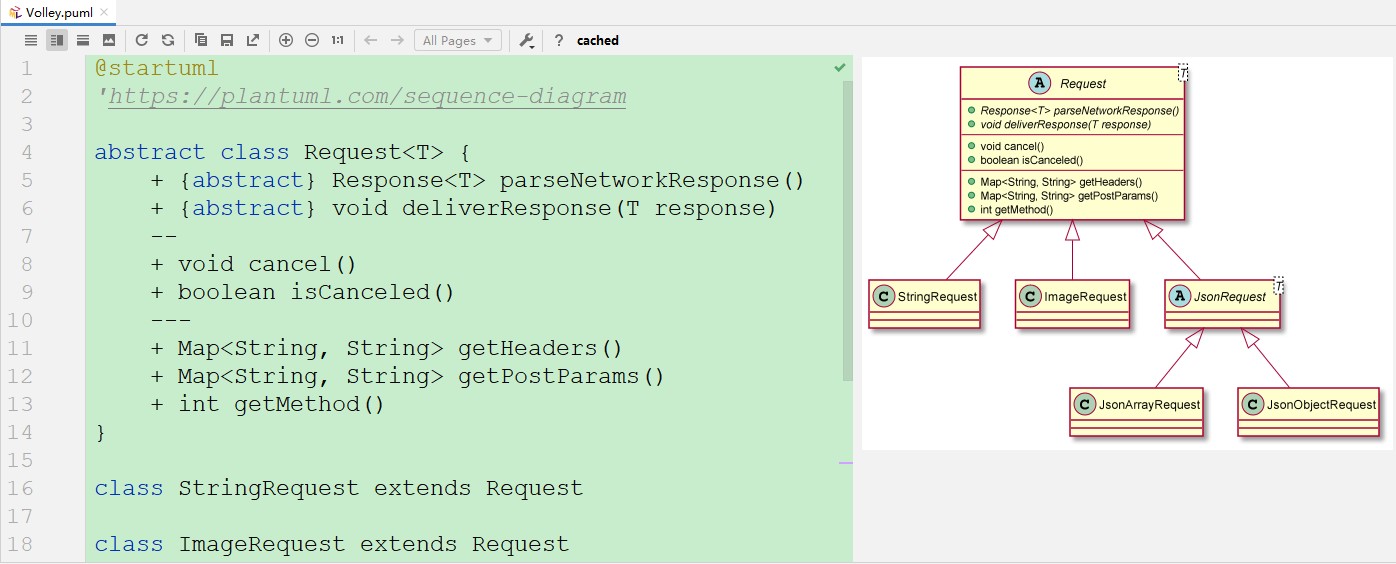 Volley.puml
1:1
All Pages
?
cached
1 @startuml
2 'https://plantuml.com/sequence-diagram
3
4 abstract class Request<T> {
5 + {abstract} Response<T> parseNetworkResponse()
6 + {abstract} void deliverResponse(T response)
7 --
8 + void cancel()
9 + boolean isCanceled()
10 ---
11 + Map<String, String> getHeaders()
12 + Map<String, String> getPostParams()
13 + int getMethod()
14 }
15
16 class StringRequest extends Request
17
18 class ImageRequest extends Request
T
A Request
Response<T> parseNetworkResponse()
void deliverResponse(T response)
void cancel()
boolean isCanceled()
Map<String, String> getHeaders()
Map<String, String> getPostParams()
int getMethod()
C StringRequest
C ImageRequest
T
A JsonRequest
C JsonArrayRequest
C JsonObjectRequest